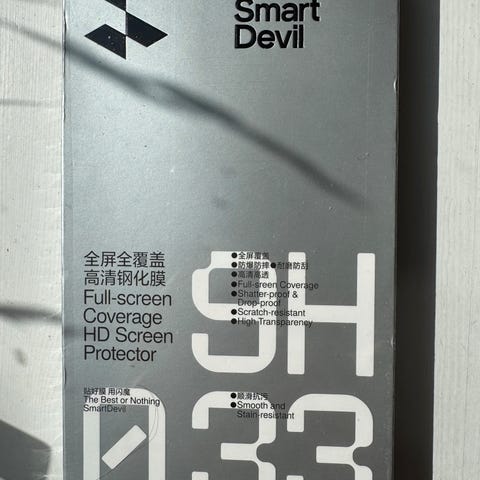 Smart
Devil
全屏全覆盖
高清钢化膜
Full-screen
Coverage
HD Screen
Protector
9H
●全屏覆盖
●防爆防摔●耐磨防刮
●高清高透
●Full-sreen Coverage
●Shatter-proof &
Drop-proof
●Scratch-resistant
●High Transparency
贴好膜 用闪魔
The Best or Nothing
SmartDevil
●顺滑抗污
●Smooth and
Stain-resistant
0.33